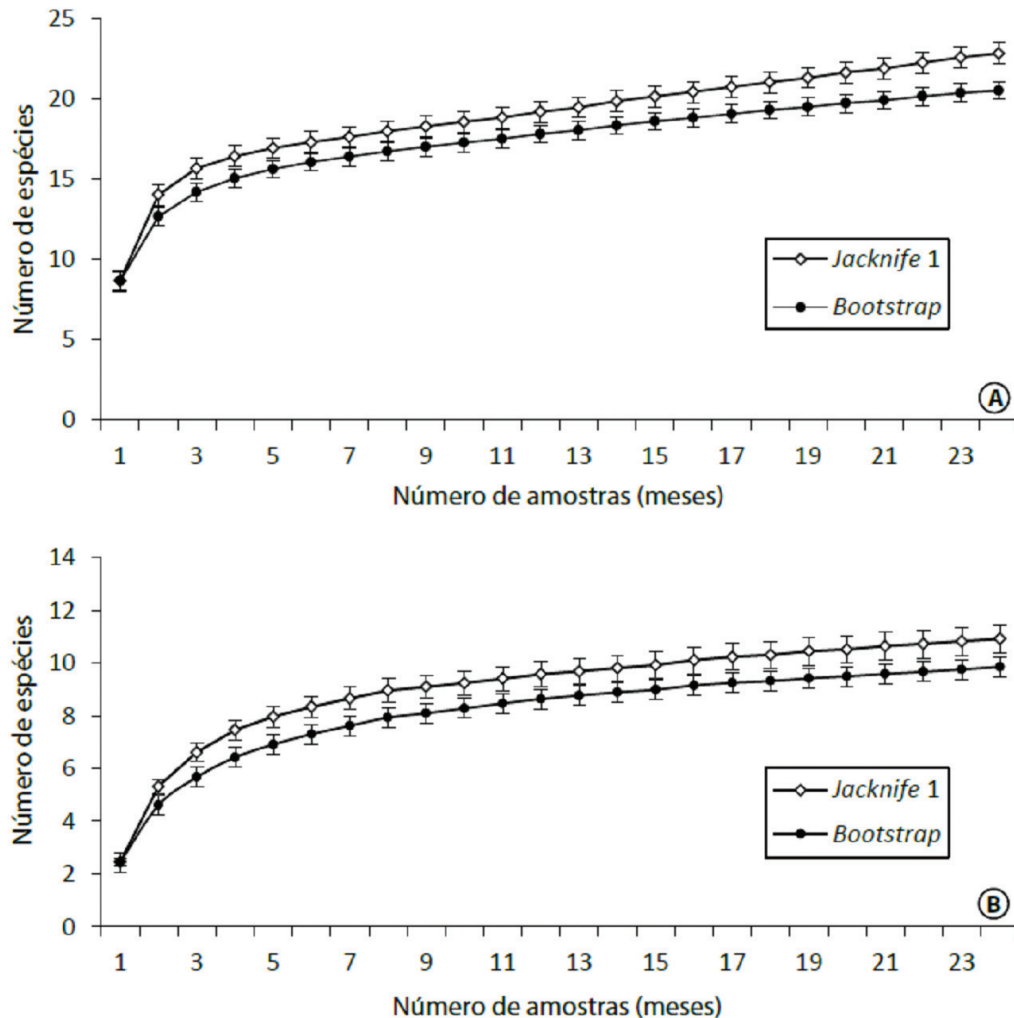 25
20
15
10
5
0
Número de espécies
Jacknife 1
Bootstrap
A
1 3 5 7 9 11 13 15 17 19 21 23
Número de amostras (meses)
14
12
10
8
6
4
2
0
Número de espécies
Jacknife 1
Bootstrap
B
1 3 5 7 9 11 13 15 17 19 21 23
Número de amostras (meses)